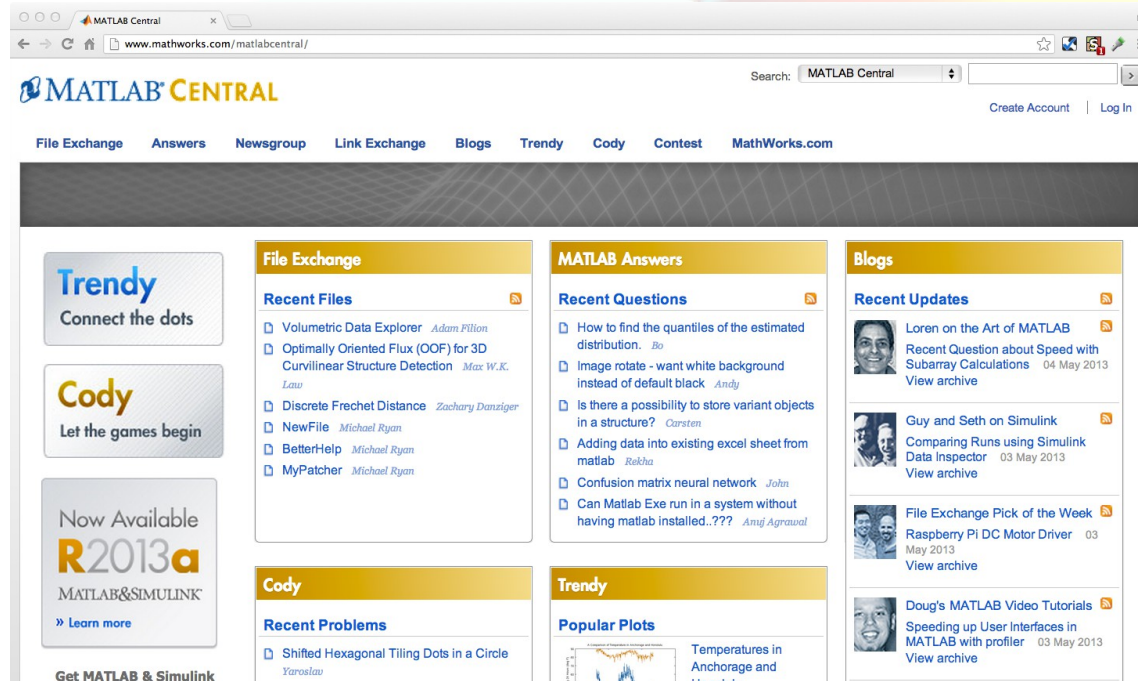 MATLAB Central
www.mathworks.com/matlabcentral/
MATLAB® CENTRAL
Search: MATLAB Central
Create Account | Log In
File Exchange Answers Newsgroup Link Exchange Blogs Trendy Cody Contest MathWorks.com
Trendy
Connect the dots
Cody
Let the games begin
Now Available
R2013a
MATLAB&SIMULINK
» Learn more
Get MATLAB & Simulink
File Exchange
Recent Files
Volumetric Data Explorer Adam Filion
Optimally Oriented Flux (OOF) for 3D
Curvilinear Structure Detection Max W.K.
Law
Discrete Frechet Distance Zachary Danziger
NewFile Michael Ryan
BetterHelp Michael Ryan
MyPatcher Michael Ryan
Cody
Recent Problems
Shifted Hexagonal Tiling Dots in a Circle
Yaroslav
MATLAB Answers
Recent Questions
How to find the quantiles of the estimated
distribution. Bo
Image rotate - want white background
instead of default black Andy
Is there a possibility to store variant objects
in a structure? Carsten
Adding data into existing excel sheet from
matlab Rekha
Confusion matrix neural network John
Can Matlab Exe run in a system without
having matlab installed..??? Anuj Agrawal
Trendy
Popular Plots
Temperatures in
Anchorage and
Blogs
Recent Updates
Loren on the Art of MATLAB
Recent Question about Speed with
Subarray Calculations 04 May 2013
View archive
Guy and Seth on Simulink
Comparing Runs using Simulink
Data Inspector 03 May 2013
View archive
File Exchange Pick of the Week
Raspberry Pi DC Motor Driver 03
May 2013
View archive
Doug's MATLAB Video Tutorials
Speeding up User Interfaces in
MATLAB with profiler 03 May 2013
View archive